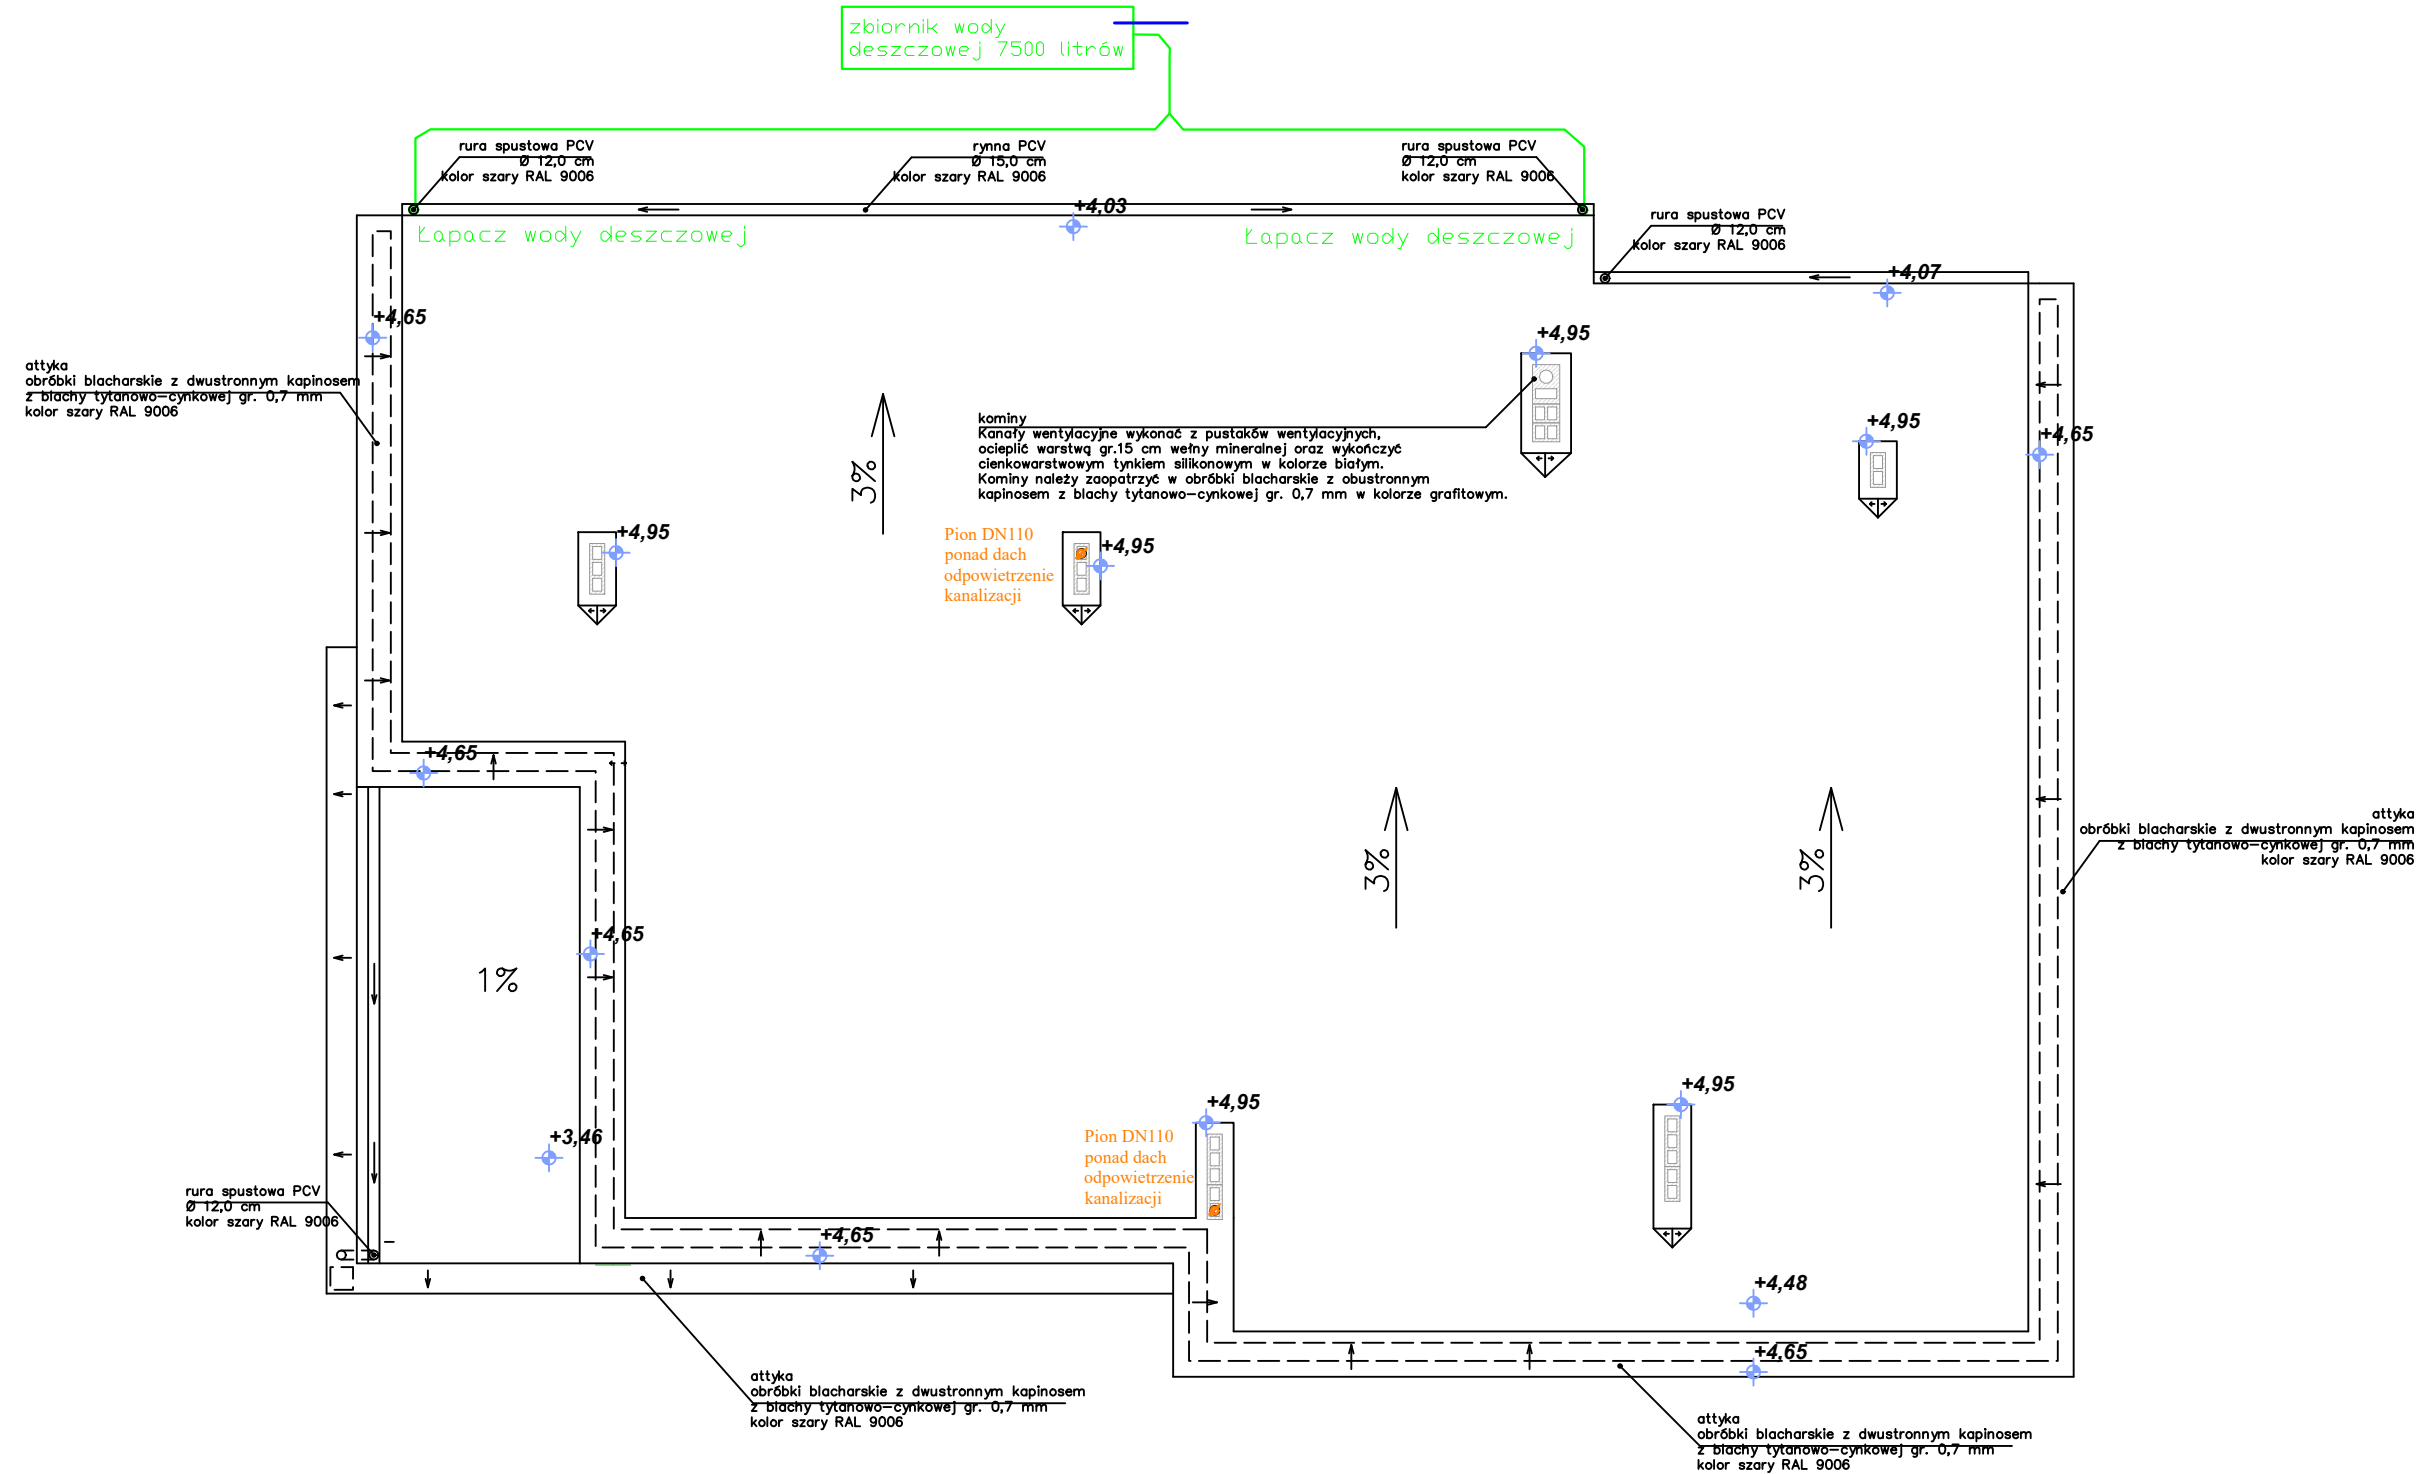 zbiornik wody
deszczowej 7500 litrów
rura spustowa PCV
Ø 12,0 cm
kolor szary RAL 9006
rynna PCV
Ø 15,0 cm
kolor szary RAL 9006
rura spustowa PCV
Ø 12,0 cm
kolor szary RAL 9006
+4,03
Łapacz wody deszczowej
Łapacz wody deszczowej
rura spustowa PCV
Ø 12,0 cm
kolor szary RAL 9006
+4,07
+4,65
+4,95
attyka
obróbki blacharskie z dwustronnym kapinosem
z blachy tytanowo-cynkowej gr. 0,7 mm
kolor szary RAL 9006
kominy
Kanały wentylacyjne wykonać z pustaków wentylacyjnych,
ocieplić warstwą gr.15 cm wełny mineralnej oraz wykończyć
cienkowarstwowym tynkiem silikonowym w kolorze białym.
Kominy należy zaopatrzyć w obróbki blacharskie z obustronnym
kapinosem z blachy tytanowo-cynkowej gr. 0,7 mm w kolorze grafitowym.
+4,95
+4,65
3%
+4,95
Pion DN110
ponad dach
odpowietrzenie
kanalizacji
+4,95
+4,65
attyka
obróbki blacharskie z dwustronnym kapinosem
z blachy tytanowo-cynkowej gr. 0,7 mm
kolor szary RAL 9006
3%
3%
+4,65
1%
+3,46
+4,95
+4,95
Pion DN110
ponad dach
odpowietrzenie
kanalizacji
rura spustowa PCV
Ø 12,0 cm
kolor szary RAL 9006
+4,65
+4,48
+4,65
attyka
obróbki blacharskie z dwustronnym kapinosem
z blachy tytanowo-cynkowej gr. 0,7 mm
kolor szary RAL 9006
attyka
obróbki blacharskie z dwustronnym kapinosem
z blachy tytanowo-cynkowej gr. 0,7 mm
kolor szary RAL 9006